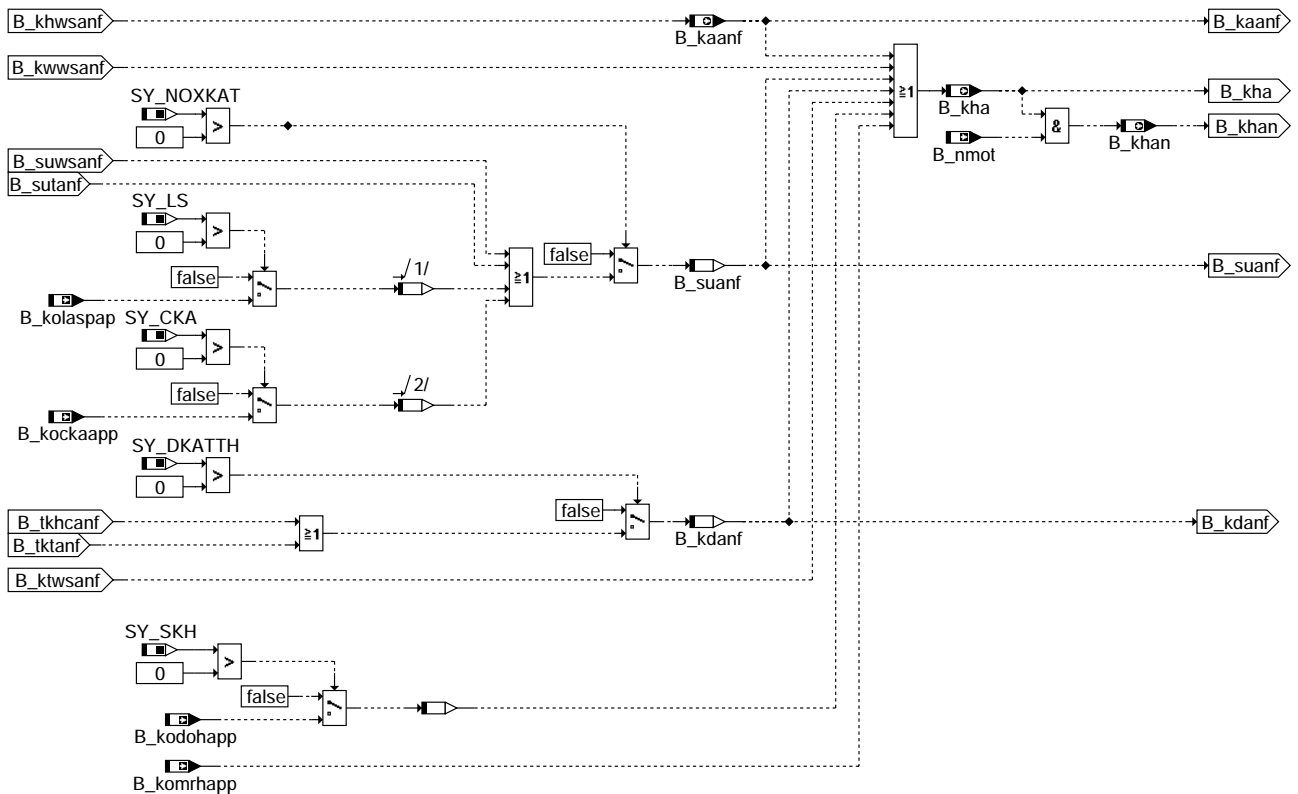 B_khwsanf
B_kaanf
B_kaanf
B_kwwsanf
SY_NOXKAT
>
0
≥1
B_kha
B_kha
&
B_nmot
B_khan
B_khan
B_suwsanf
B_sutanf
SY_LS
>
0
false
/1/
B_kolaspap
≥1
false
B_suanf
B_suanf
SY_CKA
>
0
false
/2/
B_kockaapp
SY_DKATTH
>
0
false
B_tkhcanf
B_tktanf
≥1
B_kdanf
B_kdanf
B_ktwsanf
SY_SKH
>
0
false
B_kodohapp
B_komrhapp